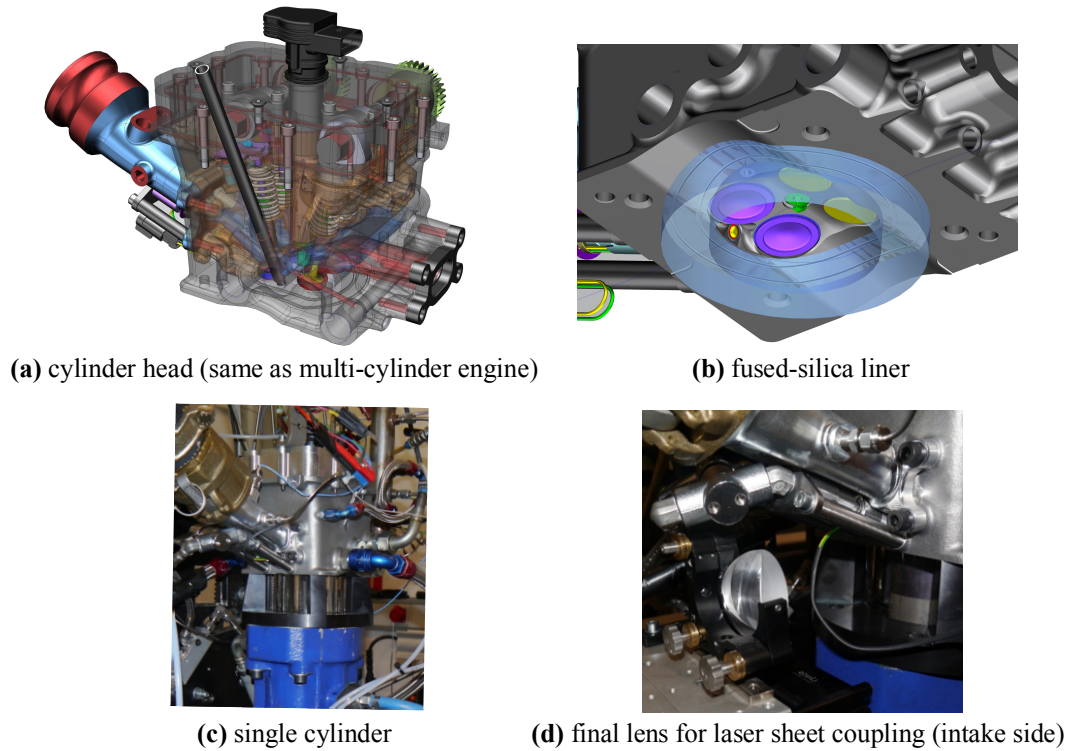 (a) cylinder head (same as multi-cylinder engine)
(b) fused-silica liner
(c) single cylinder
(d) final lens for laser sheet coupling (intake side)